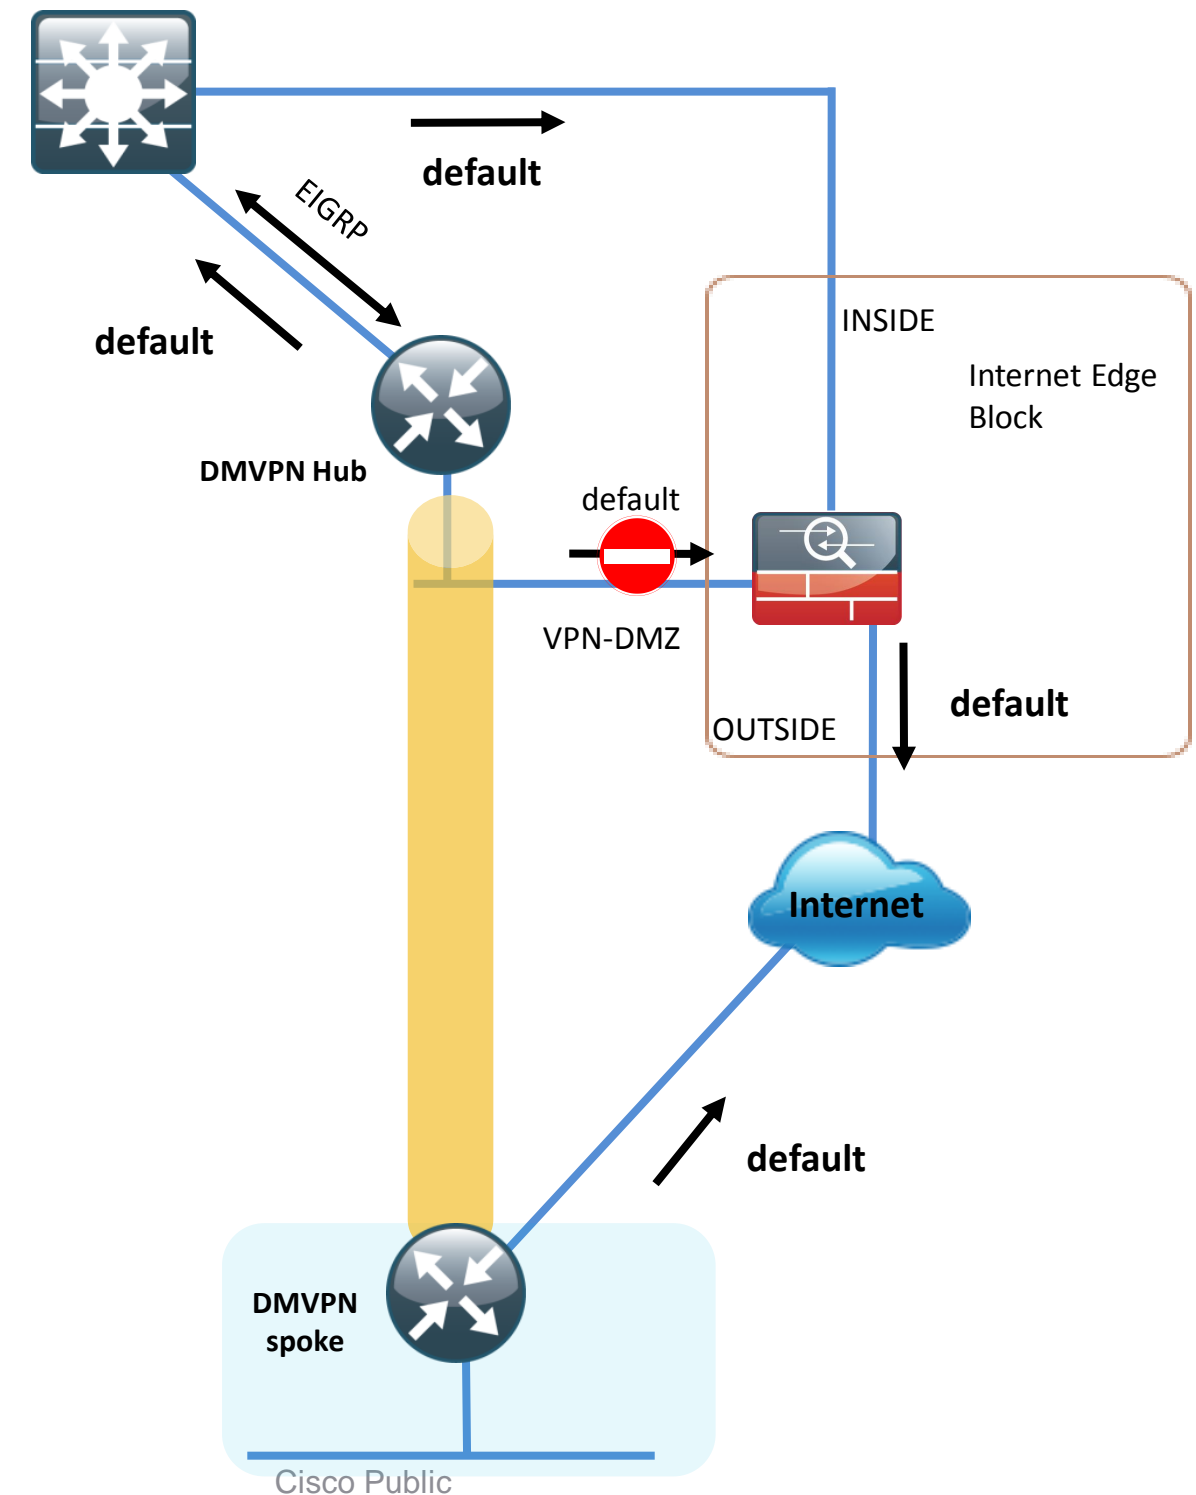 default
EIGRP
default
INSIDE
Internet Edge
Block
DMVPN Hub
default
VPN-DMZ
default
OUTSIDE
Internet
default
DMVPN
spoke
Cisco Public